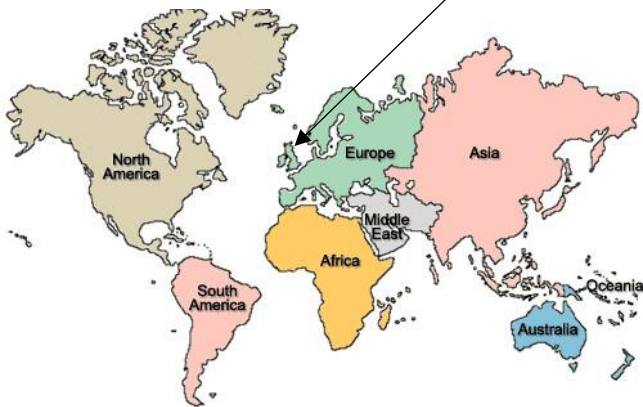 North
America
Europe
Asia
Middle
East
Africa
South
America
Oceania
Australia